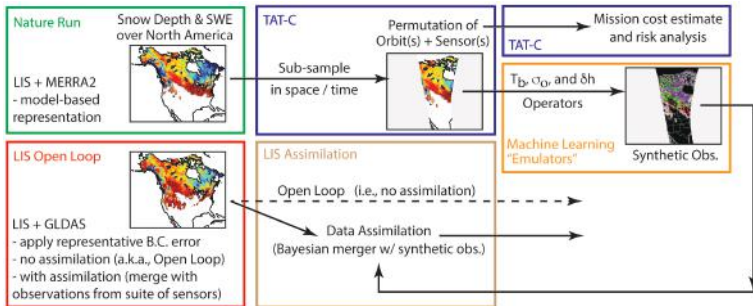 Nature Run
Snow Depth & SWE
over North America
LIS + MERRA2
- model-based
representation
TAT-C
Sub-sample
in space / time
Permutation of
Orbit(s) + Sensor(s)
Mission cost estimate
and risk analysis
TAT-C
Tb, σo, and δh
Operators
Machine Learning
"Emulators"
Synthetic Obs.
LIS Open Loop
LIS + GLDAS
- apply representative B.C. error
- no assimilation (a.k.a., Open Loop)
- with assimilation (merge with
observations from suite of sensors)
LIS Assimilation
Open Loop (i.e., no assimilation)
Data Assimilation
(Bayesian merger w/ synthetic obs.)